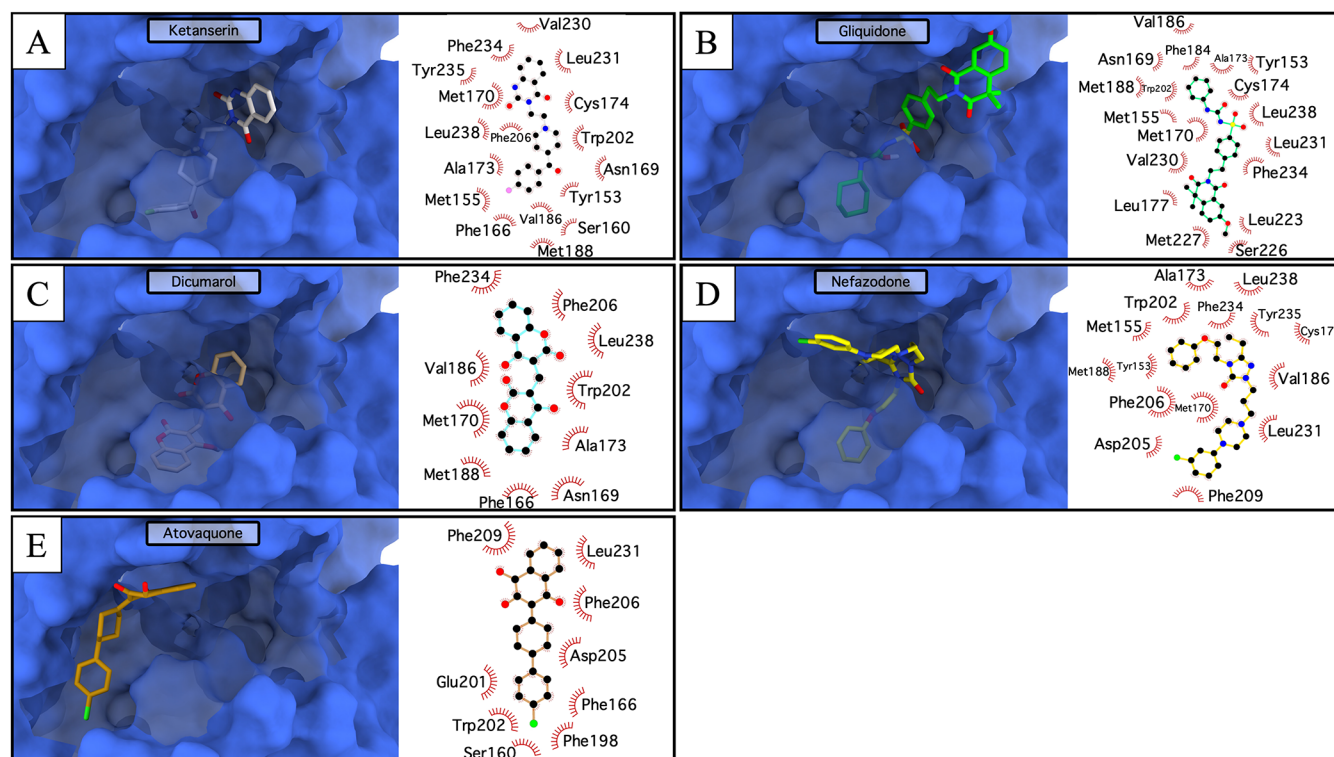 A
Ketanserin
Val230
Phe234
Leu231
Tyr235
Met170
Cys174
Leu238
Phe206
Trp202
Ala173
Asn169
Met155
Tyr153
Val186
Phe166
Ser160
Met188
B
Gliquidone
Val186
Asn169
Phe184
Ala173
Tyr153
Met188
Trp202
Cys174
Met155
Leu238
Met170
Leu231
Val230
Phe234
Leu177
Leu223
Met227
Ser226
C
Dicumarol
Phe234
Phe206
Leu238
Val186
Trp202
Met170
Ala173
Met188
Phe166
Asn169
D
Nefazodone
Ala173
Leu238
Trp202
Phe234
Tyr235
Met155
Cys17
Met188
Tyr153
Val186
Phe206
Met170
Leu231
Asp205
Phe209
E
Atovaquone
Phe209
Leu231
Phe206
Asp205
Glu201
Phe166
Trp202
Phe198
Ser160